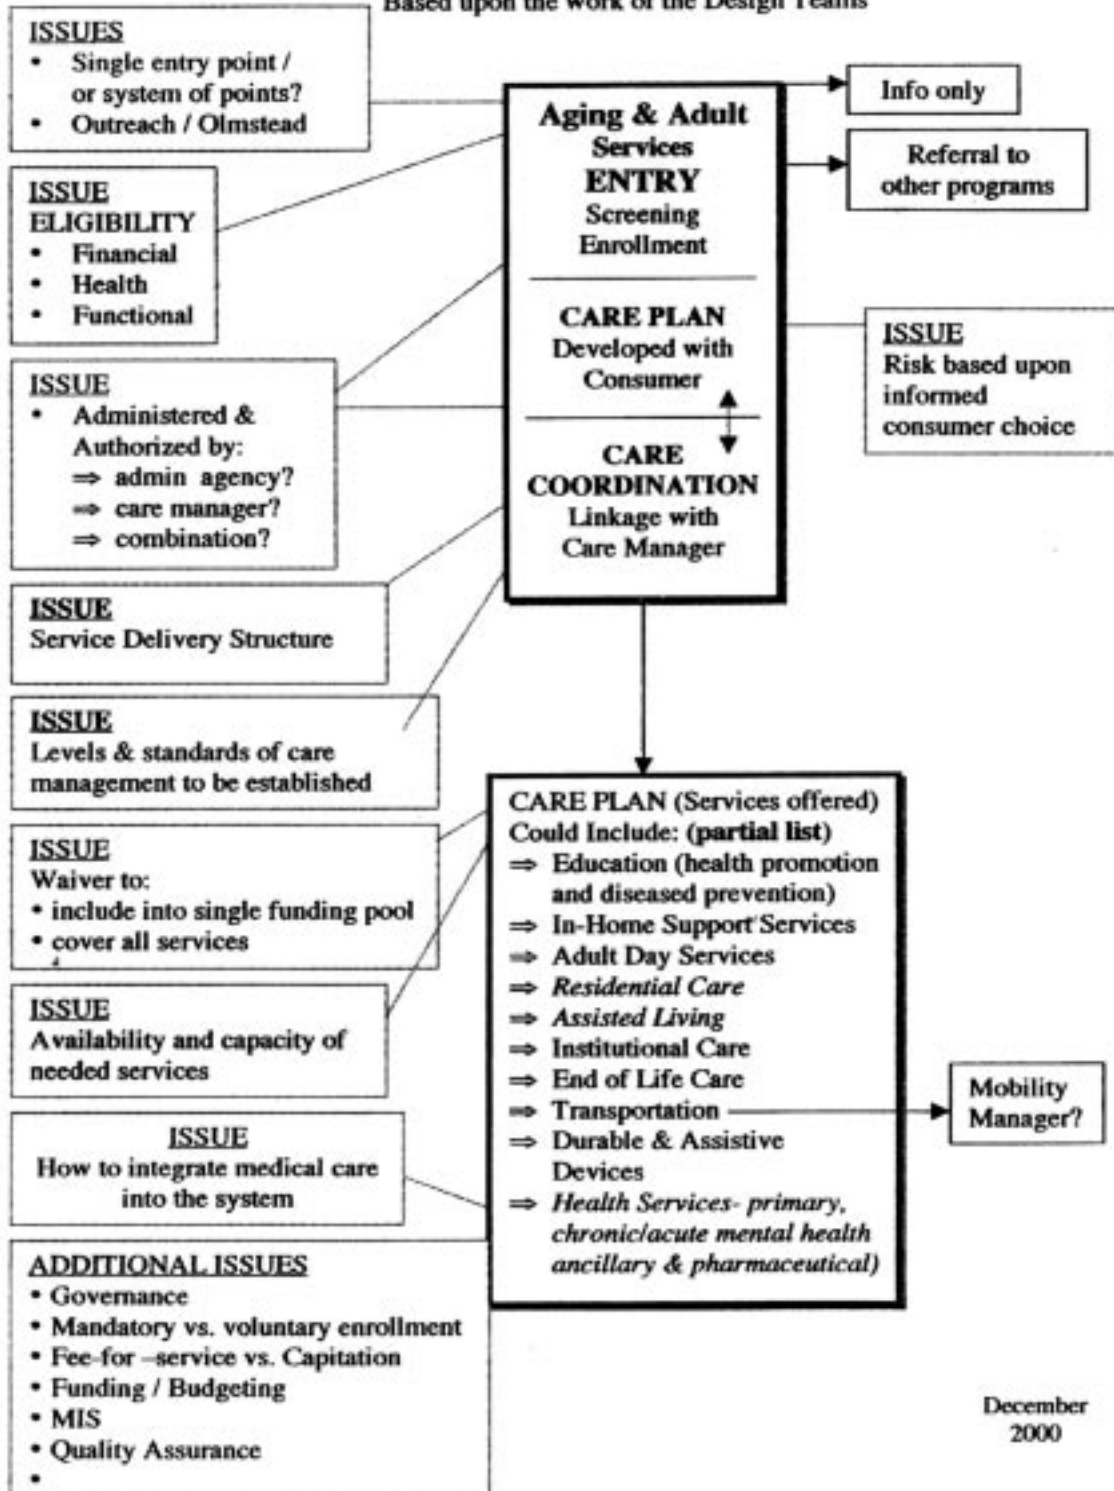 Based upon the work of the Design Teams
ISSUES
• Single entry point /
or system of points?
• Outreach / Olmstead
ISSUE
ELIGIBILITY
• Financial
• Health
• Functional
ISSUE
• Administered &
Authorized by:
⇒ admin agency?
⇒ care manager?
⇒ combination?
ISSUE
Service Delivery Structure
ISSUE
Levels & standards of care
management to be established
ISSUE
Waiver to:
• include into single funding pool
• cover all services
ISSUE
Availability and capacity of
needed services
ISSUE
How to integrate medical care
into the system
ADDITIONAL ISSUES
• Governance
• Mandatory vs. voluntary enrollment
• Fee-for –service vs. Capitation
• Funding / Budgeting
• MIS
• Quality Assurance
•
Aging & Adult
Services
ENTRY
Screening
Enrollment
CARE PLAN
Developed with
Consumer
CARE
COORDINATION
Linkage with
Care Manager
Info only
Referral to
other programs
ISSUE
Risk based upon
informed
consumer choice
CARE PLAN (Services offered)
Could Include: (partial list)
⇒ Education (health promotion
and diseased prevention)
⇒ In-Home Support Services
⇒ Adult Day Services
⇒ Residential Care
⇒ Assisted Living
⇒ Institutional Care
⇒ End of Life Care
⇒ Transportation
⇒ Durable & Assistive
Devices
⇒ Health Services- primary,
chronic/acute mental health
ancillary & pharmaceutical)
Mobility
Manager?
December
2000